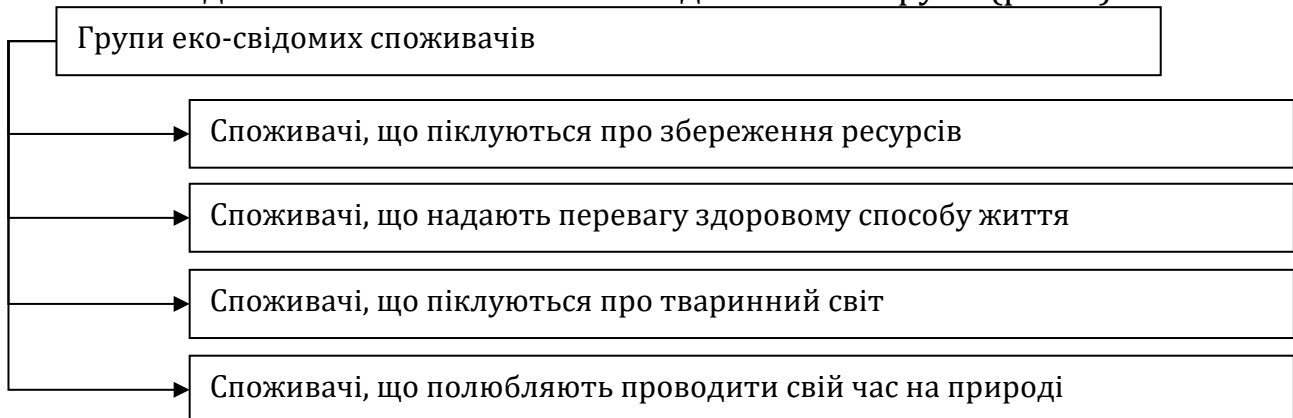 Групи еко-свідомих споживачів
Споживачі, що піклуються про збереження ресурсів
Споживачі, що надають перевагу здоровому способу життя
Споживачі, що піклуються про тваринний світ
Споживачі, що полюбляють проводити свій час на природі